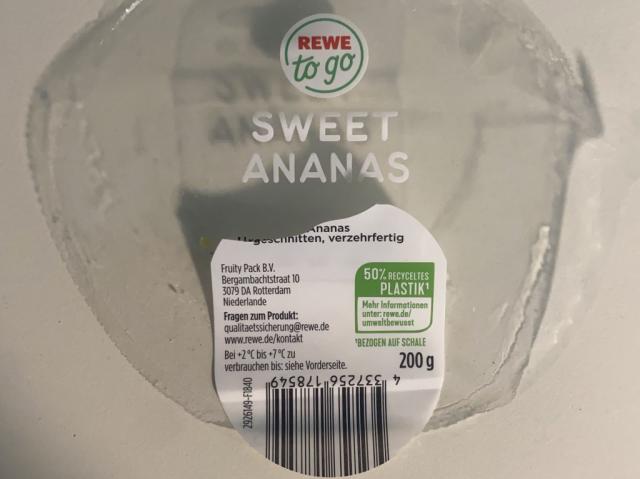 REWE
to go
SWEET
ANANAS
Ananas
verzehrfertig
Fruity Pack B.V.
Bergambachtstraat 10
3079 DA Rotterdam
Niederlande
Fragen zum Produkt:
qualitaetssicherung@rewe.de
www.rewe.de/kontakt
Bei +2 °C bis +7 °C zu
verbrauchen bis: siehe Vorderseite.
50% RECYCELTES
PLASTIK¹
Mehr Informationen
unter: rewe.de/
umweltbewusst
¹BEZOGEN AUF SCHALE
200 g
4 337256 178549
2926149-F1840